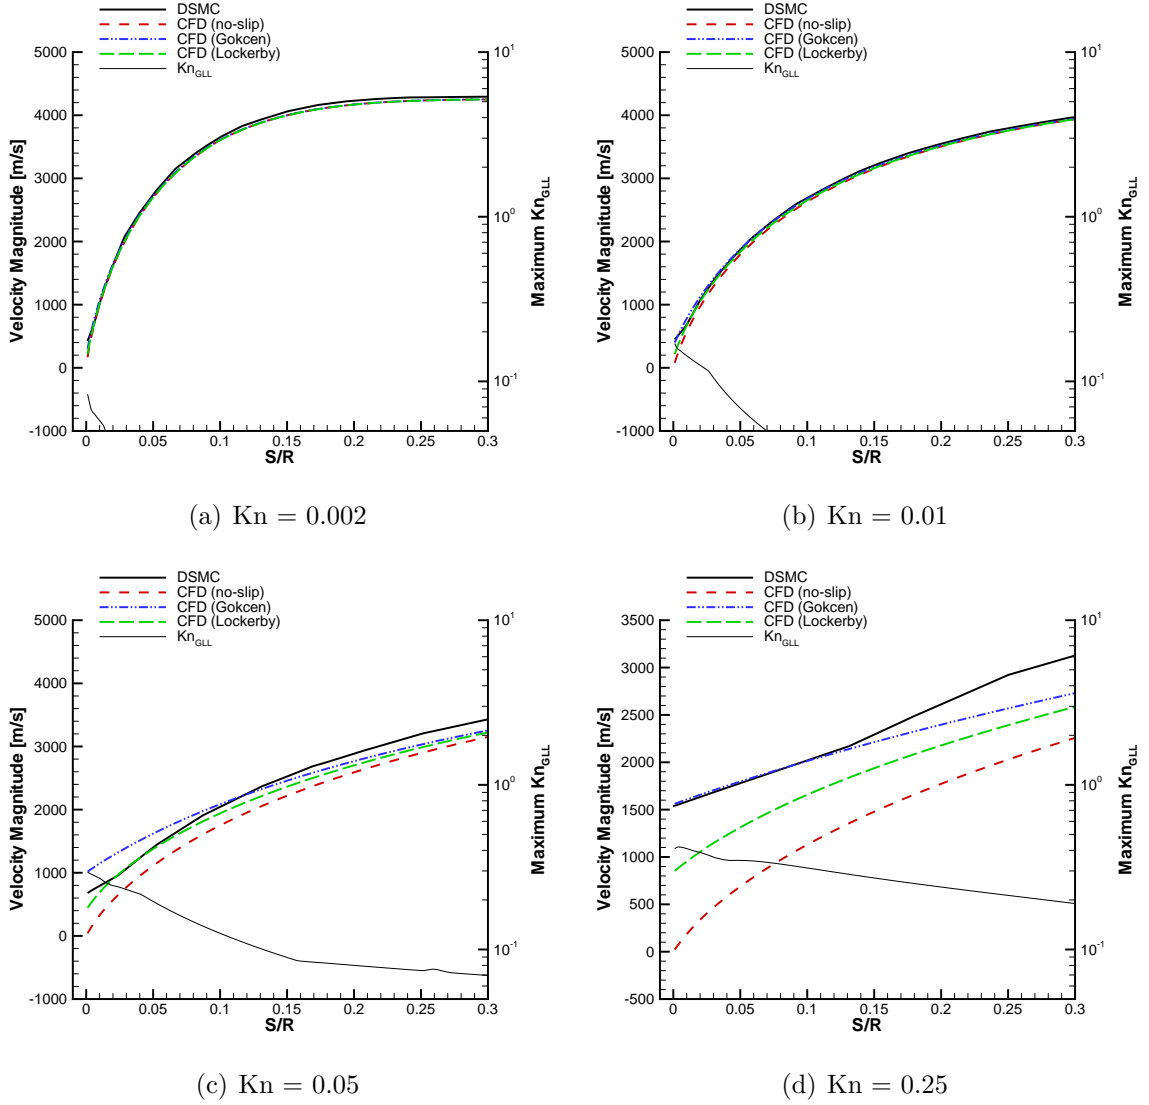 DSMC
CFD (no-slip)
CFD (Gokcen)
CFD (Lockerby)
Kn_GLL
Velocity Magnitude [m/s]
5000
4000
3000
2000
1000
0
-1000
0
0.05
0.1
0.15
0.2
0.25
0.3
S/R
Maximum Kn_GLL
10^1
10^0
10^-1
(a) Kn = 0.002
DSMC
CFD (no-slip)
CFD (Gokcen)
CFD (Lockerby)
Kn_GLL
Velocity Magnitude [m/s]
5000
4000
3000
2000
1000
0
-1000
0
0.05
0.1
0.15
0.2
0.25
0.3
S/R
Maximum Kn_GLL
10^1
10^0
10^-1
(b) Kn = 0.01
DSMC
CFD (no-slip)
CFD (Gokcen)
CFD (Lockerby)
Kn_GLL
Velocity Magnitude [m/s]
5000
4000
3000
2000
1000
0
-1000
0
0.05
0.1
0.15
0.2
0.25
0.3
S/R
Maximum Kn_GLL
10^1
10^0
10^-1
(c) Kn = 0.05
DSMC
CFD (no-slip)
CFD (Gokcen)
CFD (Lockerby)
Kn_GLL
Velocity Magnitude [m/s]
3500
3000
2500
2000
1500
1000
500
0
-500
0
0.05
0.1
0.15
0.2
0.25
0.3
S/R
Maximum Kn_GLL
10^1
10^0
10^-1
(d) Kn = 0.25